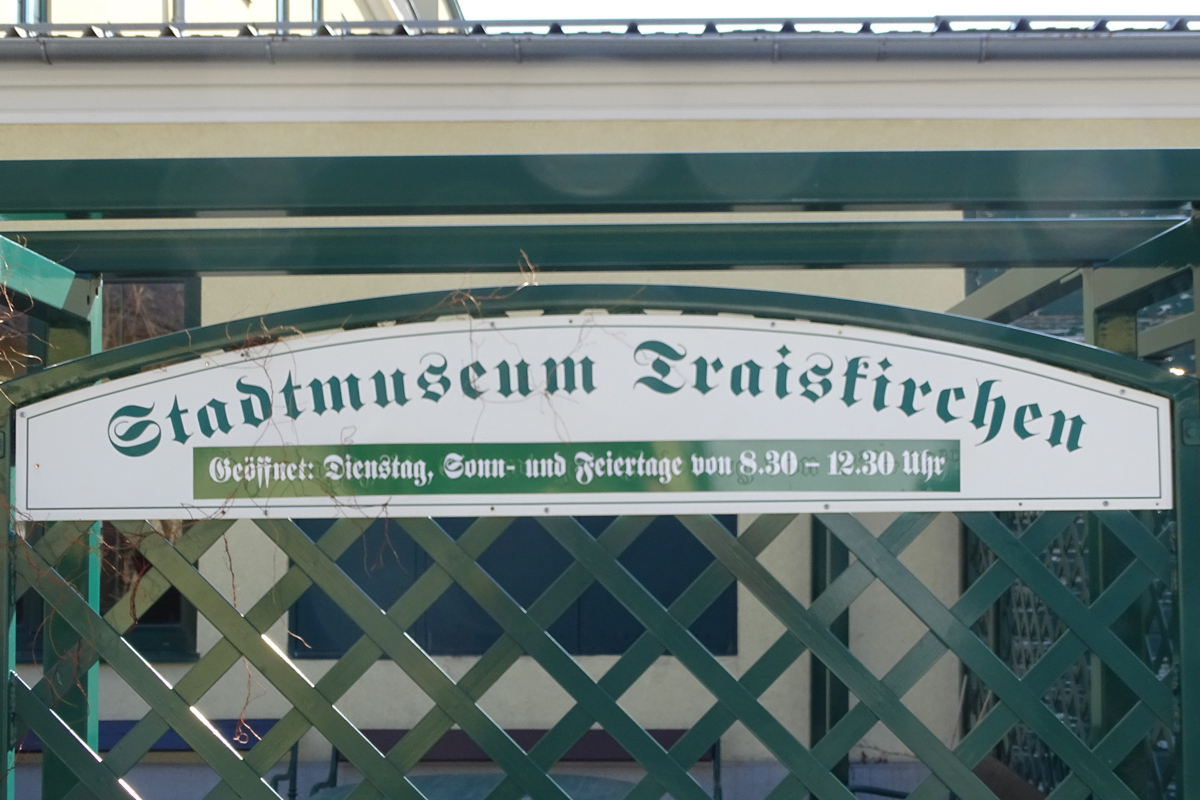 Stadtmuseum Traiskirchen
Geöffnet: Dienstag, Sonn- und Feiertage von 8.30 – 12.30 Uhr